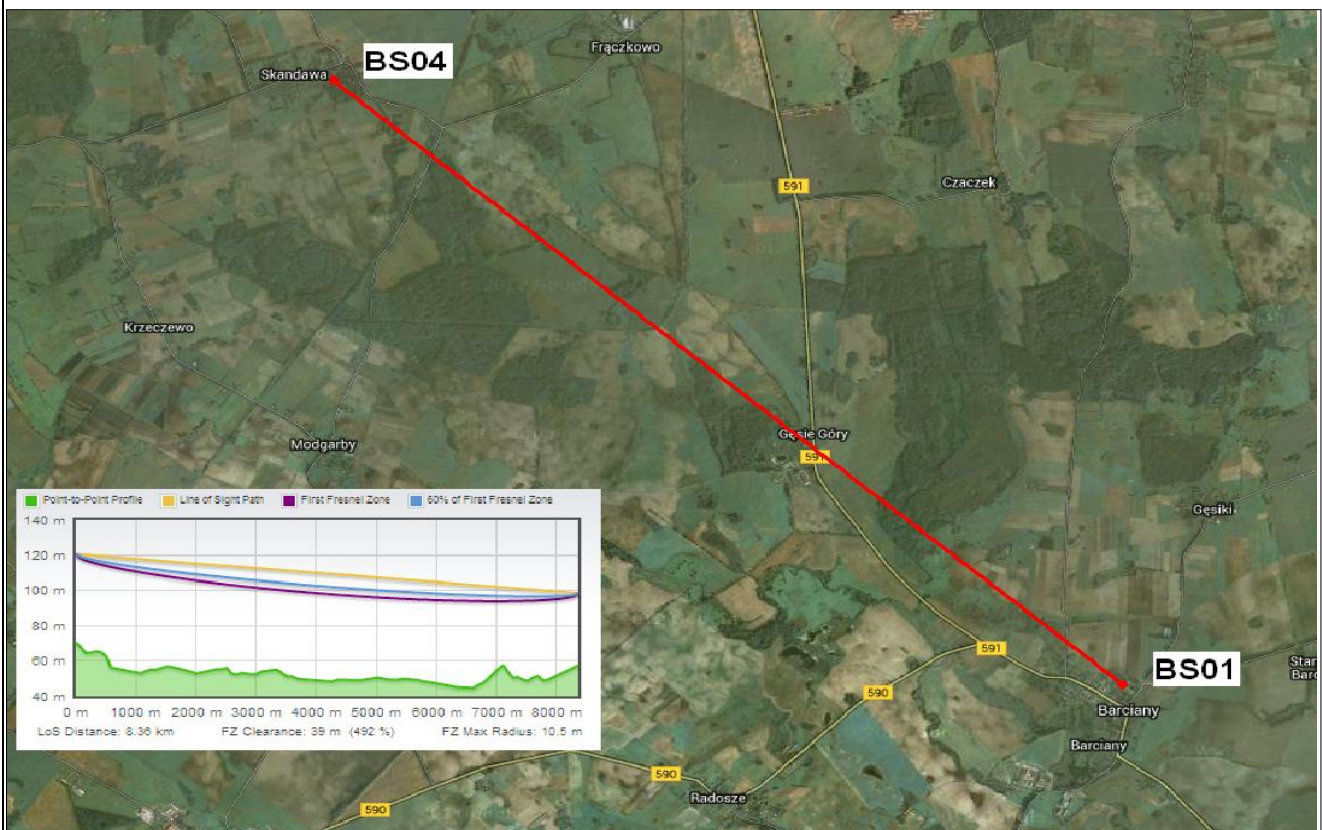 Frączkowo
BS04
Skandawa
591
Czaczek
Krzeczewo
Gęsie Góry
Modgarby
591
Point-to-Point Profile Line of Sight Path First Fresnel Zone 60% of First Fresnel Zone
140 m
120 m
100 m
80 m
60 m
40 m
0 m 1000 m 2000 m 3000 m 4000 m 5000 m 6000 m 7000 m 8000 m
LoS Distance: 8.36 km FZ Clearance: 39 m (492 %) FZ Max Radius: 10.5 m
Gęsiki
591
BS01
Star
Barc
590
Barciany
Barciany
590
Radosze
590